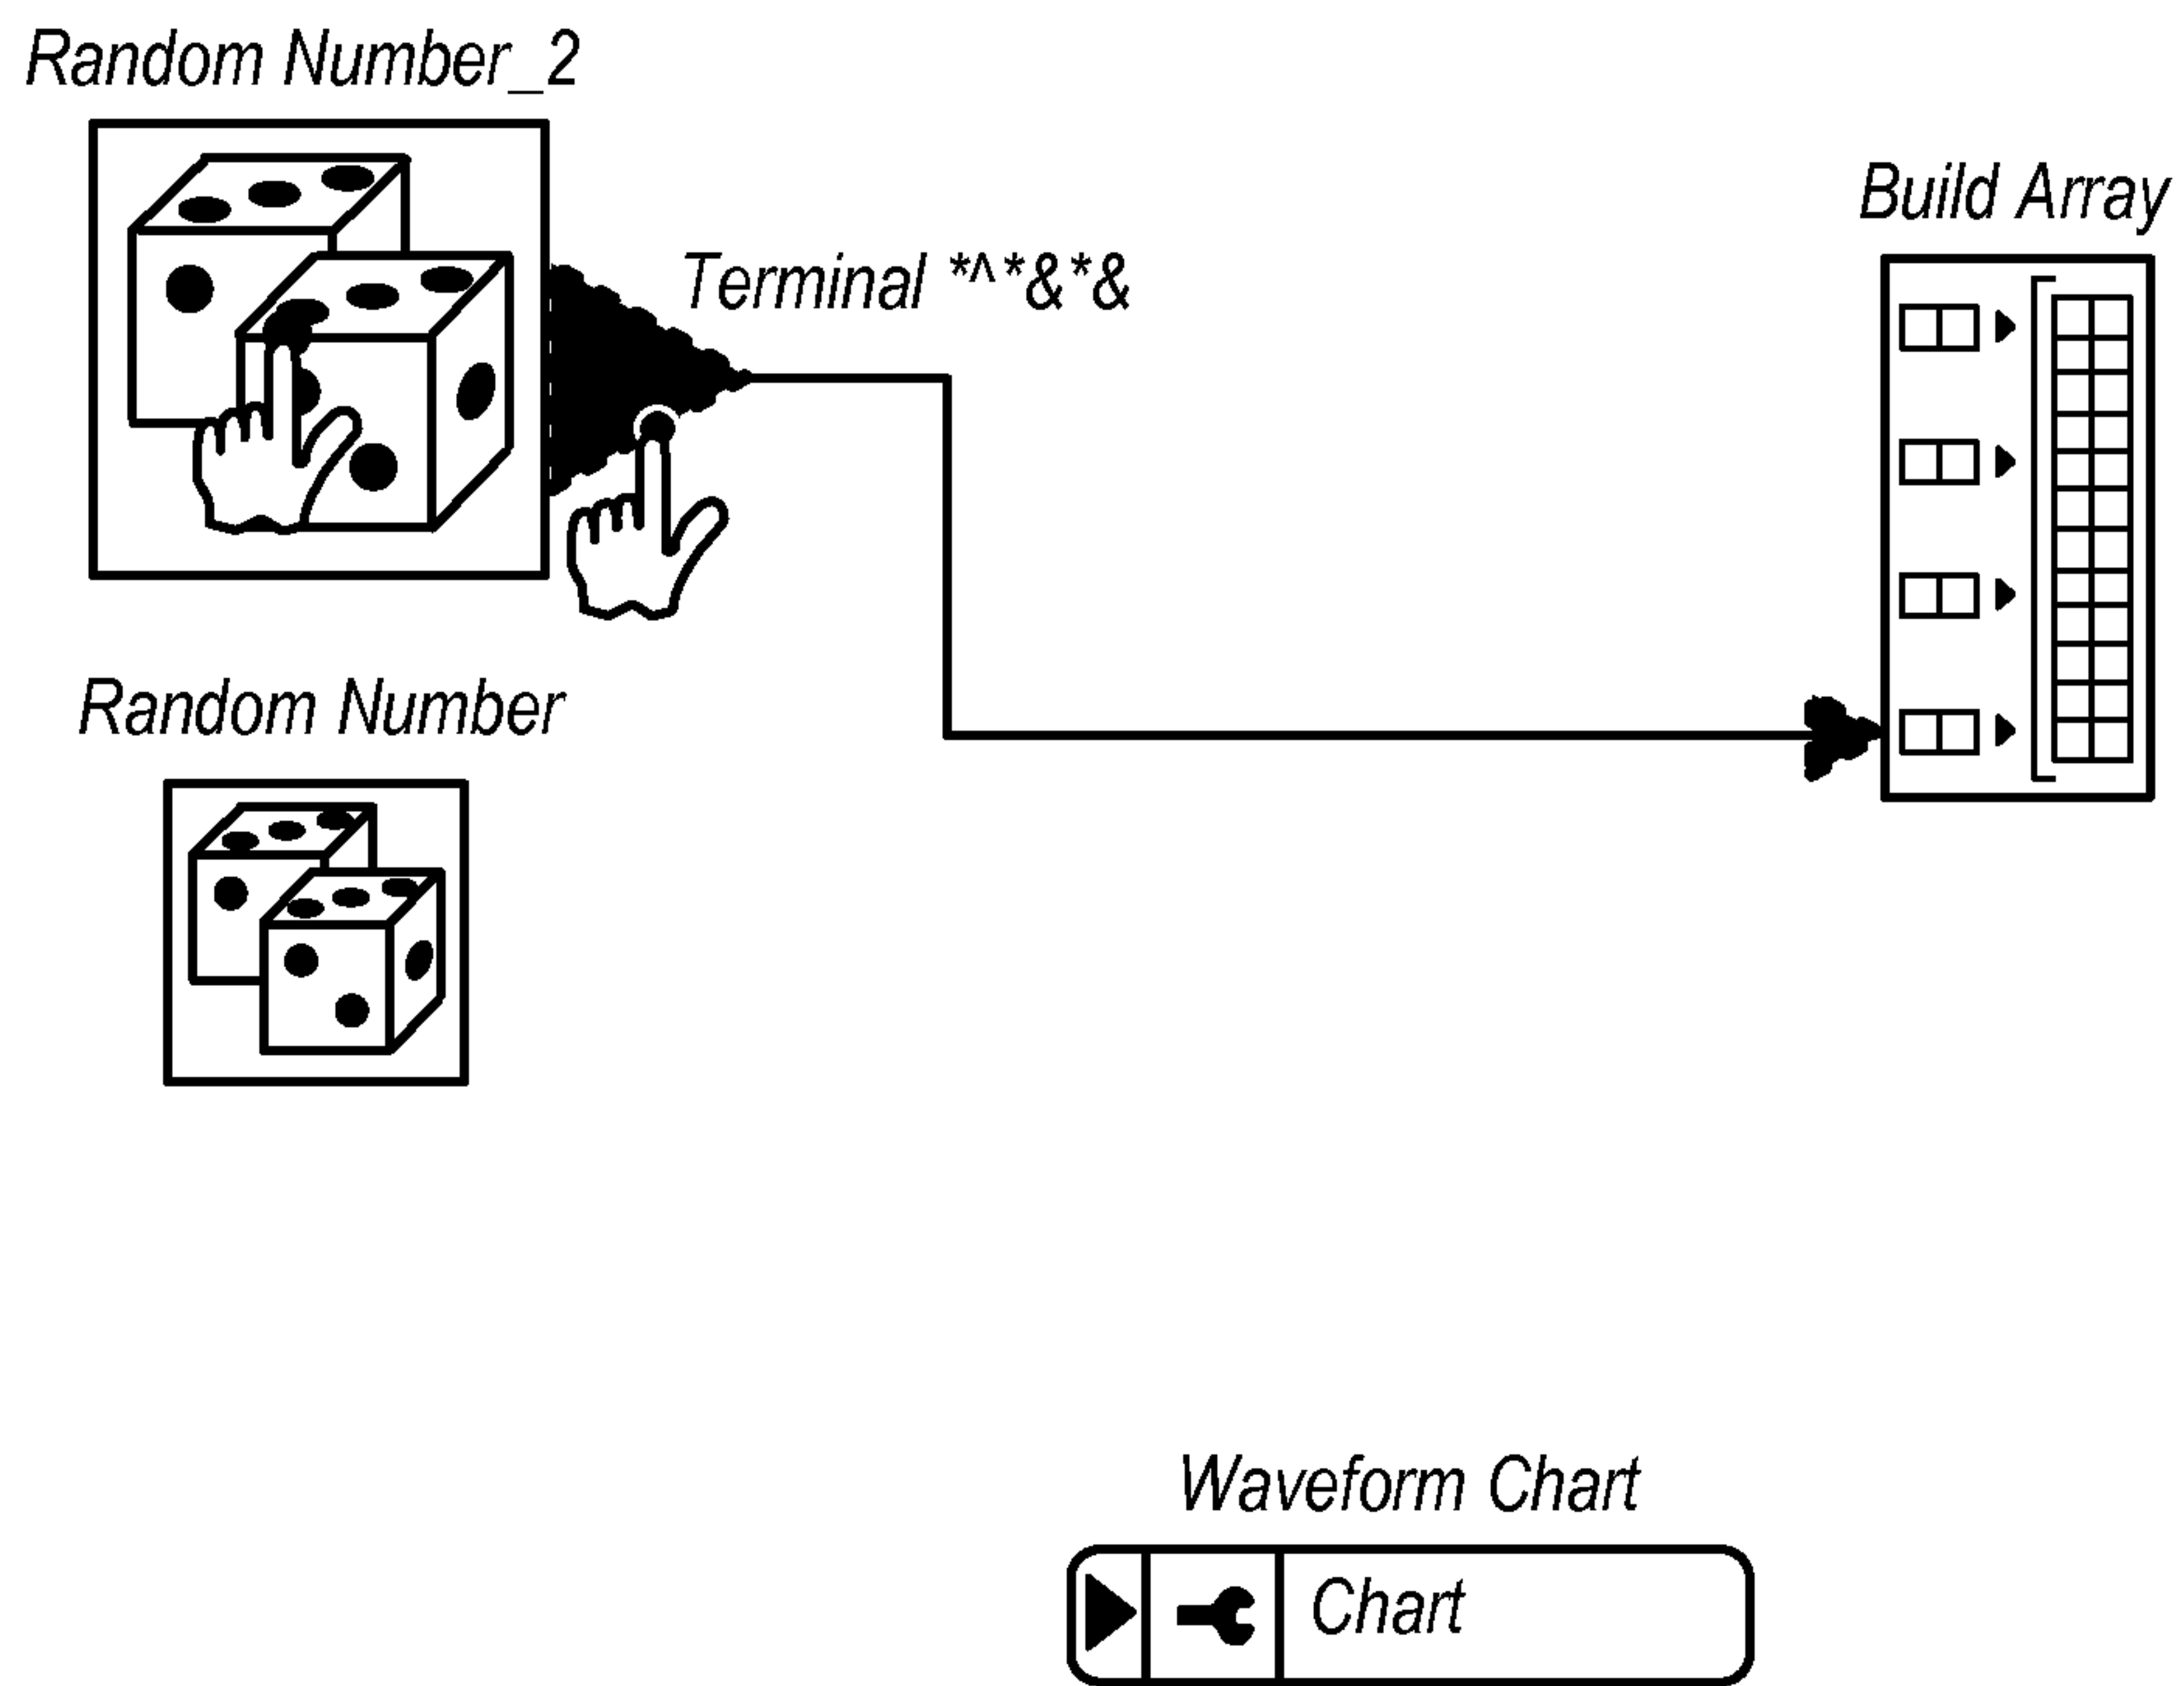 Random Number_2
Build Array
Terminal *^*&*&
Random Number
Waveform Chart
Chart